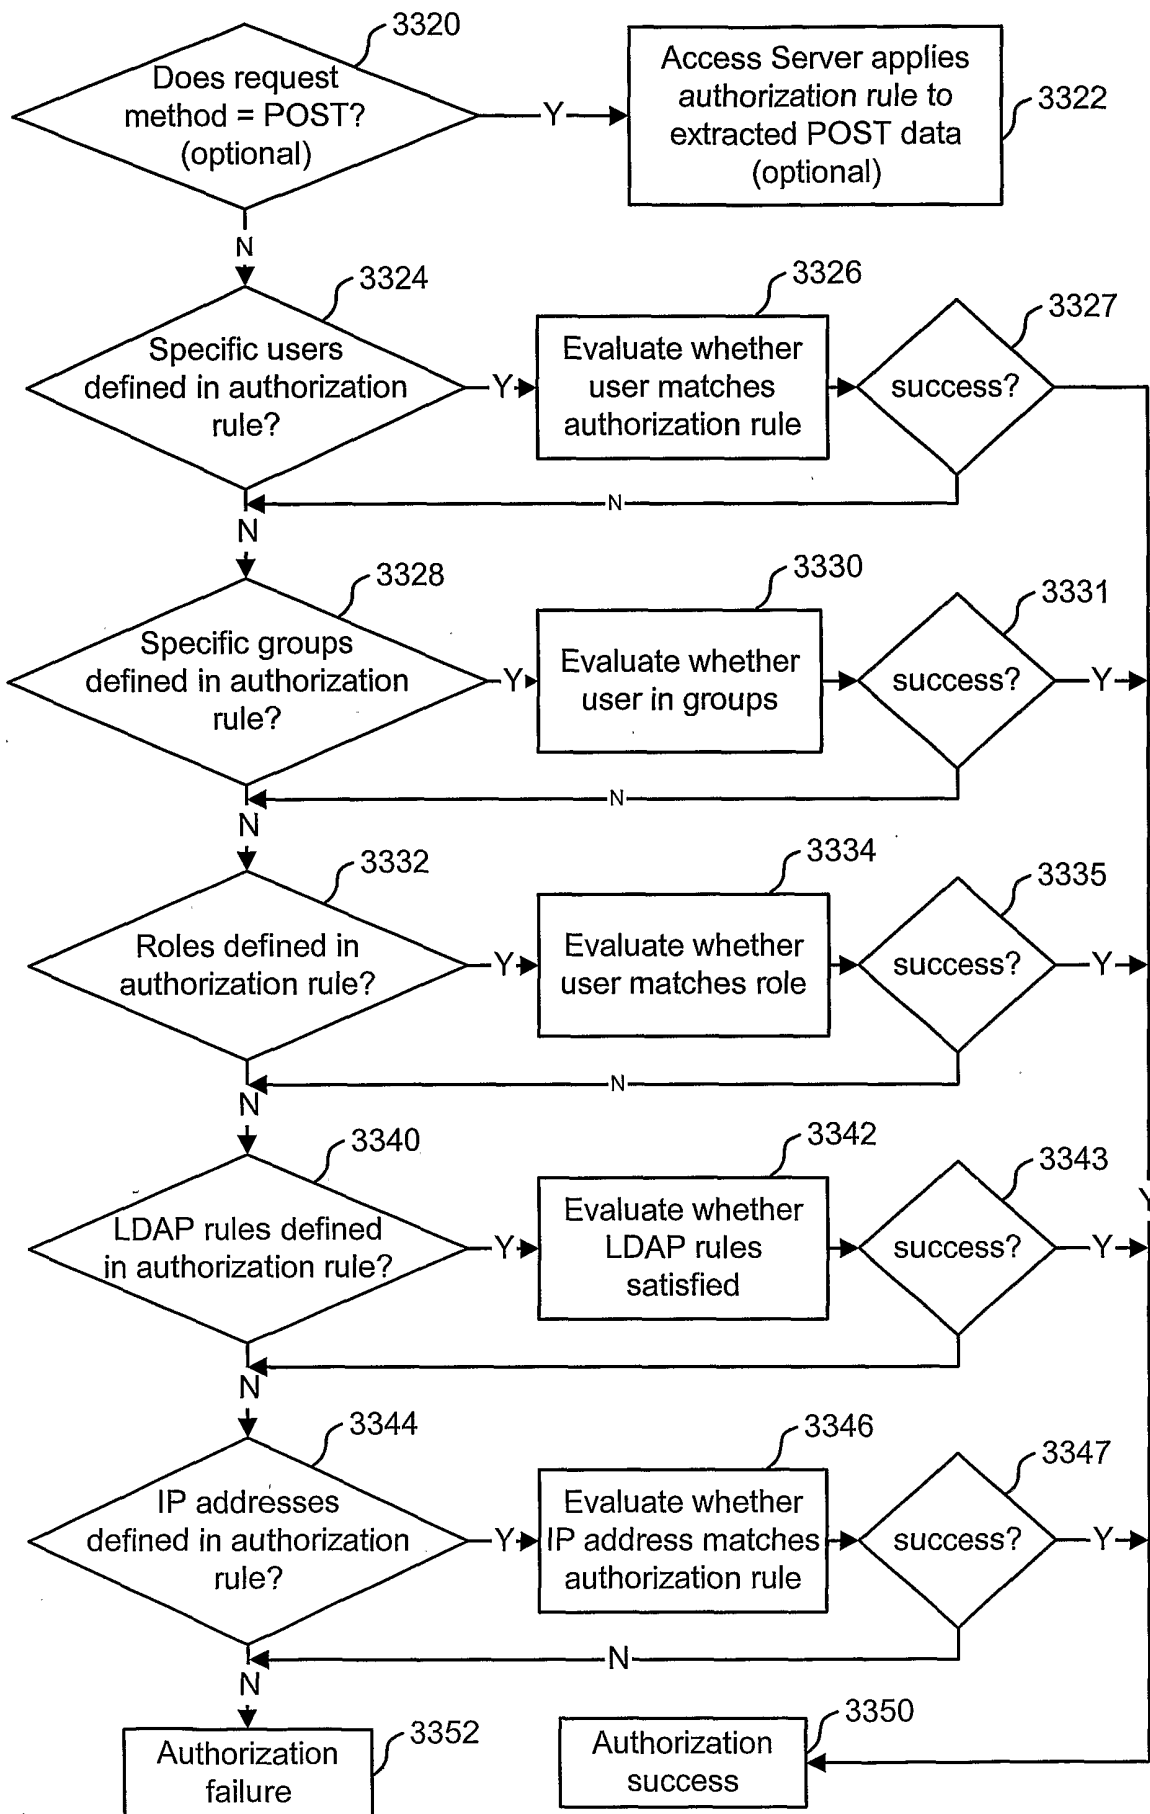 3320
Does request
method = POST?
(optional)
Y
Access Server applies
authorization rule to
extracted POST data
(optional)
3322
N
3324
Specific users
defined in authorization
rule?
Y
3326
Evaluate whether
user matches
authorization rule
3327
success?
N
N
3328
Specific groups
defined in authorization
rule?
Y
3330
Evaluate whether
user in groups
3331
success?
Y
N
N
3332
Roles defined in
authorization rule?
Y
3334
Evaluate whether
user matches role
3335
success?
Y
N
N
3340
LDAP rules defined
in authorization rule?
Y
3342
Evaluate whether
LDAP rules
satisfied
3343
success?
Y
Y
N
3344
IP addresses
defined in authorization
rule?
Y
3346
Evaluate whether
IP address matches
authorization rule
3347
success?
Y
N
N
3352
Authorization
failure
3350
Authorization
success